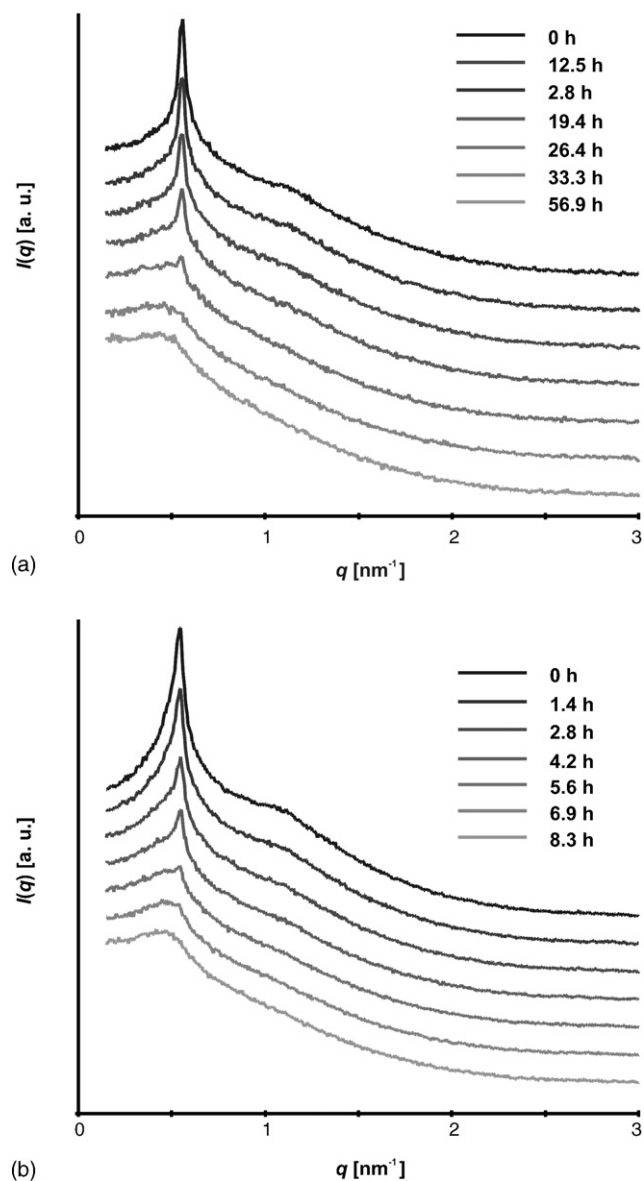 0 h
12.5 h
2.8 h
19.4 h
26.4 h
33.3 h
56.9 h
I(q) [a. u.]
0 1 2 3
(a)
q [nm⁻¹]
0 h
1.4 h
2.8 h
4.2 h
5.6 h
6.9 h
8.3 h
I(q) [a. u.]
0 1 2 3
(b)
q [nm⁻¹]